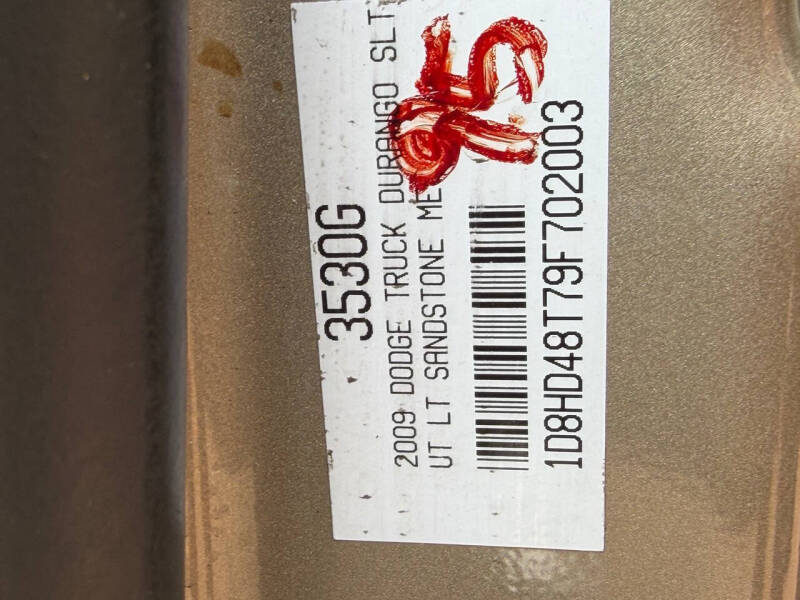 3530G
2009 DODGE TRUCK DURANGO SLT
UT LT SANDSTONE ME
1D8HD48T79F702003